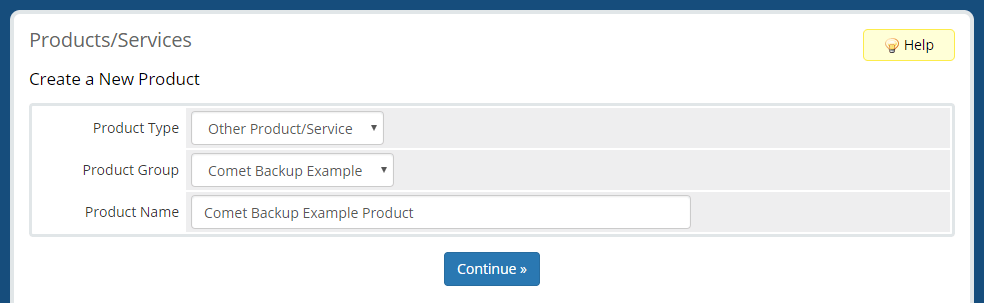 Products/Services
Help
Create a New Product
Product Type Other Product/Service
Product Group Comet Backup Example
Product Name Comet Backup Example Product
Continue »